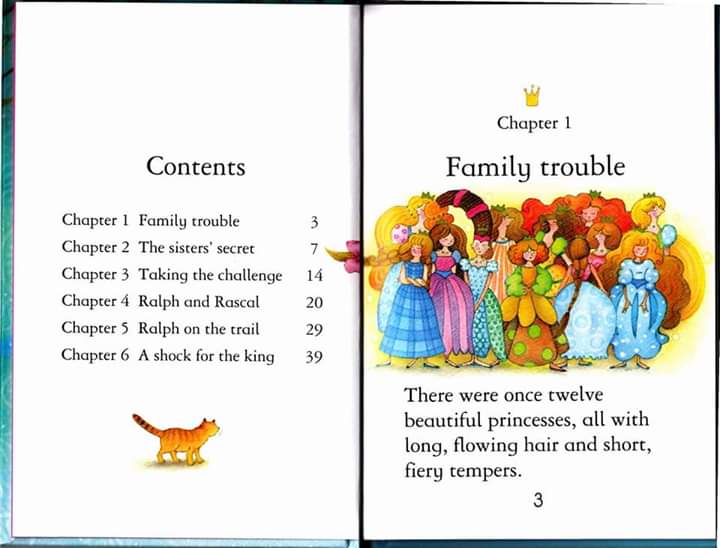 Contents
Chapter 1 Family trouble 3
Chapter 2 The sisters' secret 7
Chapter 3 Taking the challenge 14
Chapter 4 Ralph and Rascal 20
Chapter 5 Ralph on the trail 29
Chapter 6 A shock for the king 39
Chapter 1
Family trouble
There were once twelve
beautiful princesses, all with
long, flowing hair and short,
fiery tempers.
3